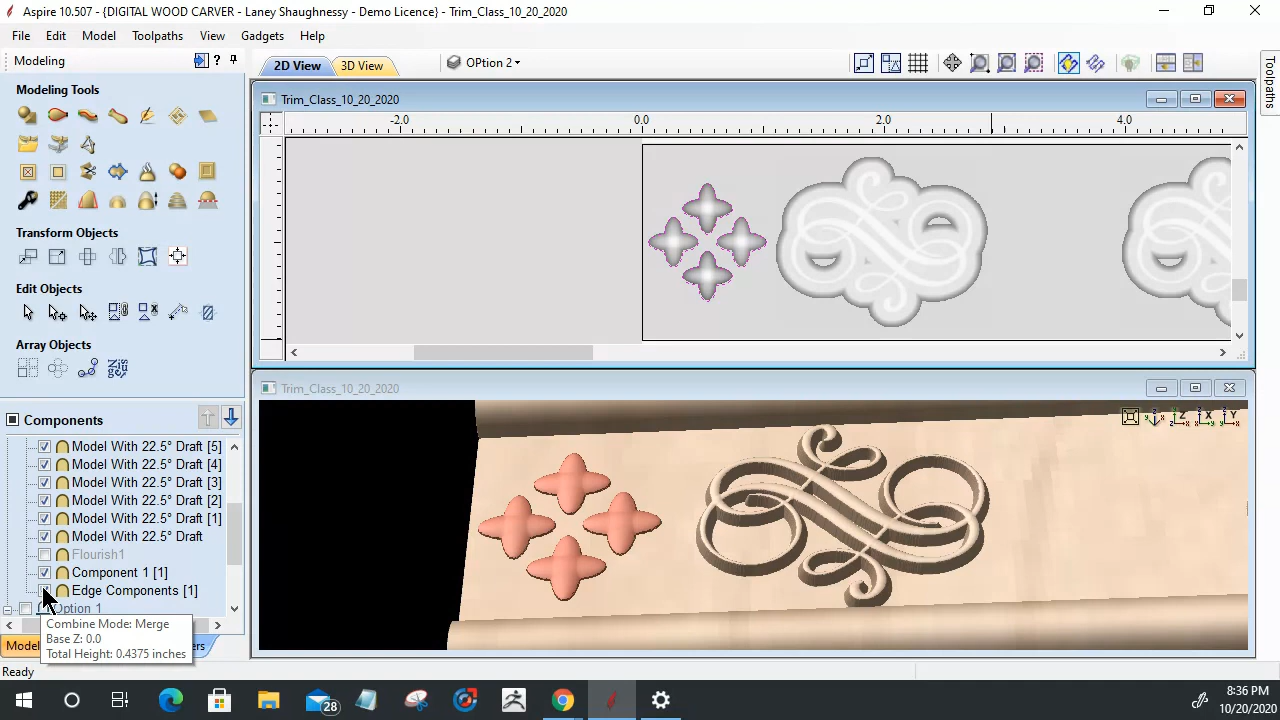 Aspire 10.507 - {DIGITAL WOOD CARVER - Laney Shaughnessy - Demo Licence} - Trim_Class_10_20_2020
File Edit Model Toolpaths View Gadgets Help
Modeling
2D View 3D View OPtion 2
Toolpaths
Modeling Tools
Trim_Class_10_20_2020
-2.0 0.0 2.0 4.0
Transform Objects
Edit Objects
Array Objects
Trim_Class_10_20_2020
Z X Y
Components
Model With 22.5° Draft [5]
Model With 22.5° Draft [4]
Model With 22.5° Draft [3]
Model With 22.5° Draft [2]
Model With 22.5° Draft [1]
Model With 22.5° Draft
Flourish1
Component 1 [1]
Edge Components [1]
Option 1
Combine Mode: Merge
Base Z: 0.0
Total Height: 0.4375 inches
Ready
28
8:36 PM
10/20/2020